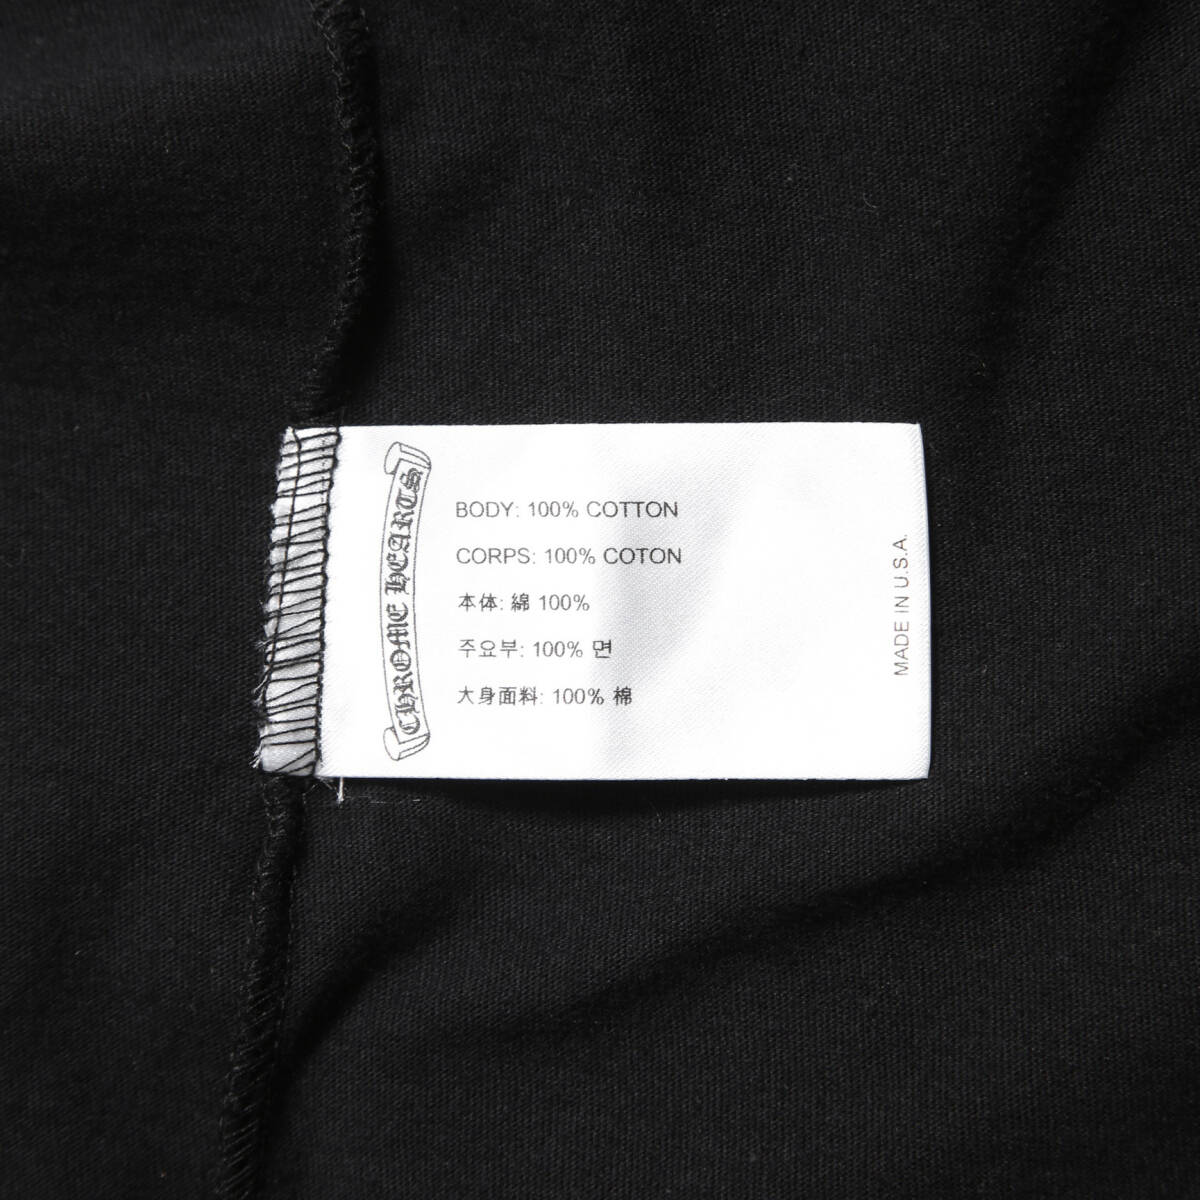 CHROME HEARTS
BODY: 100% COTTON
CORPS: 100% COTON
本体: 綿 100%
주요부: 100% 면
大身面料: 100% 棉
MADE IN U.S.A.